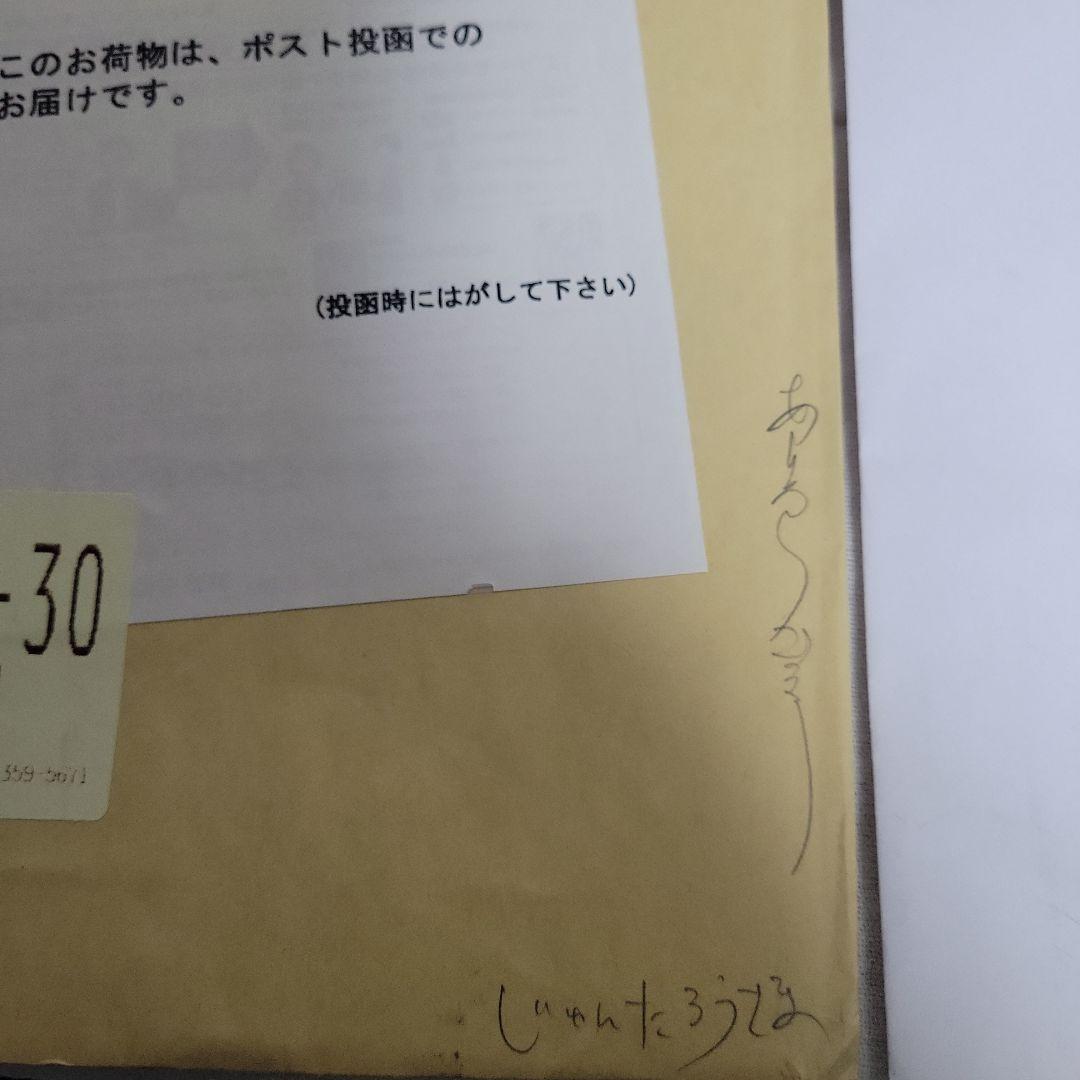 このお荷物は、ポスト投函での
お届けです。
(投函時にはがして下さい)
-30
359-5671
じゅんたろうさま